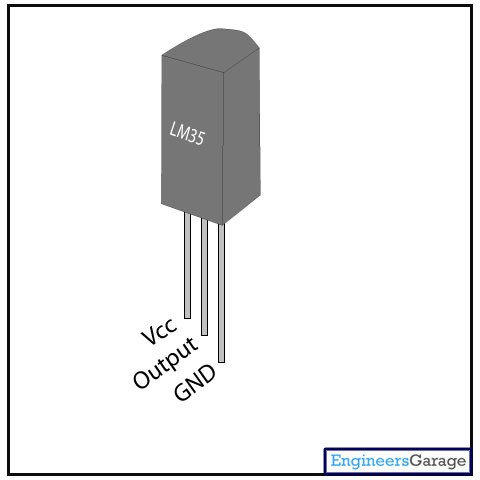 LM35
Vcc
Output
GND
EngineersGarage